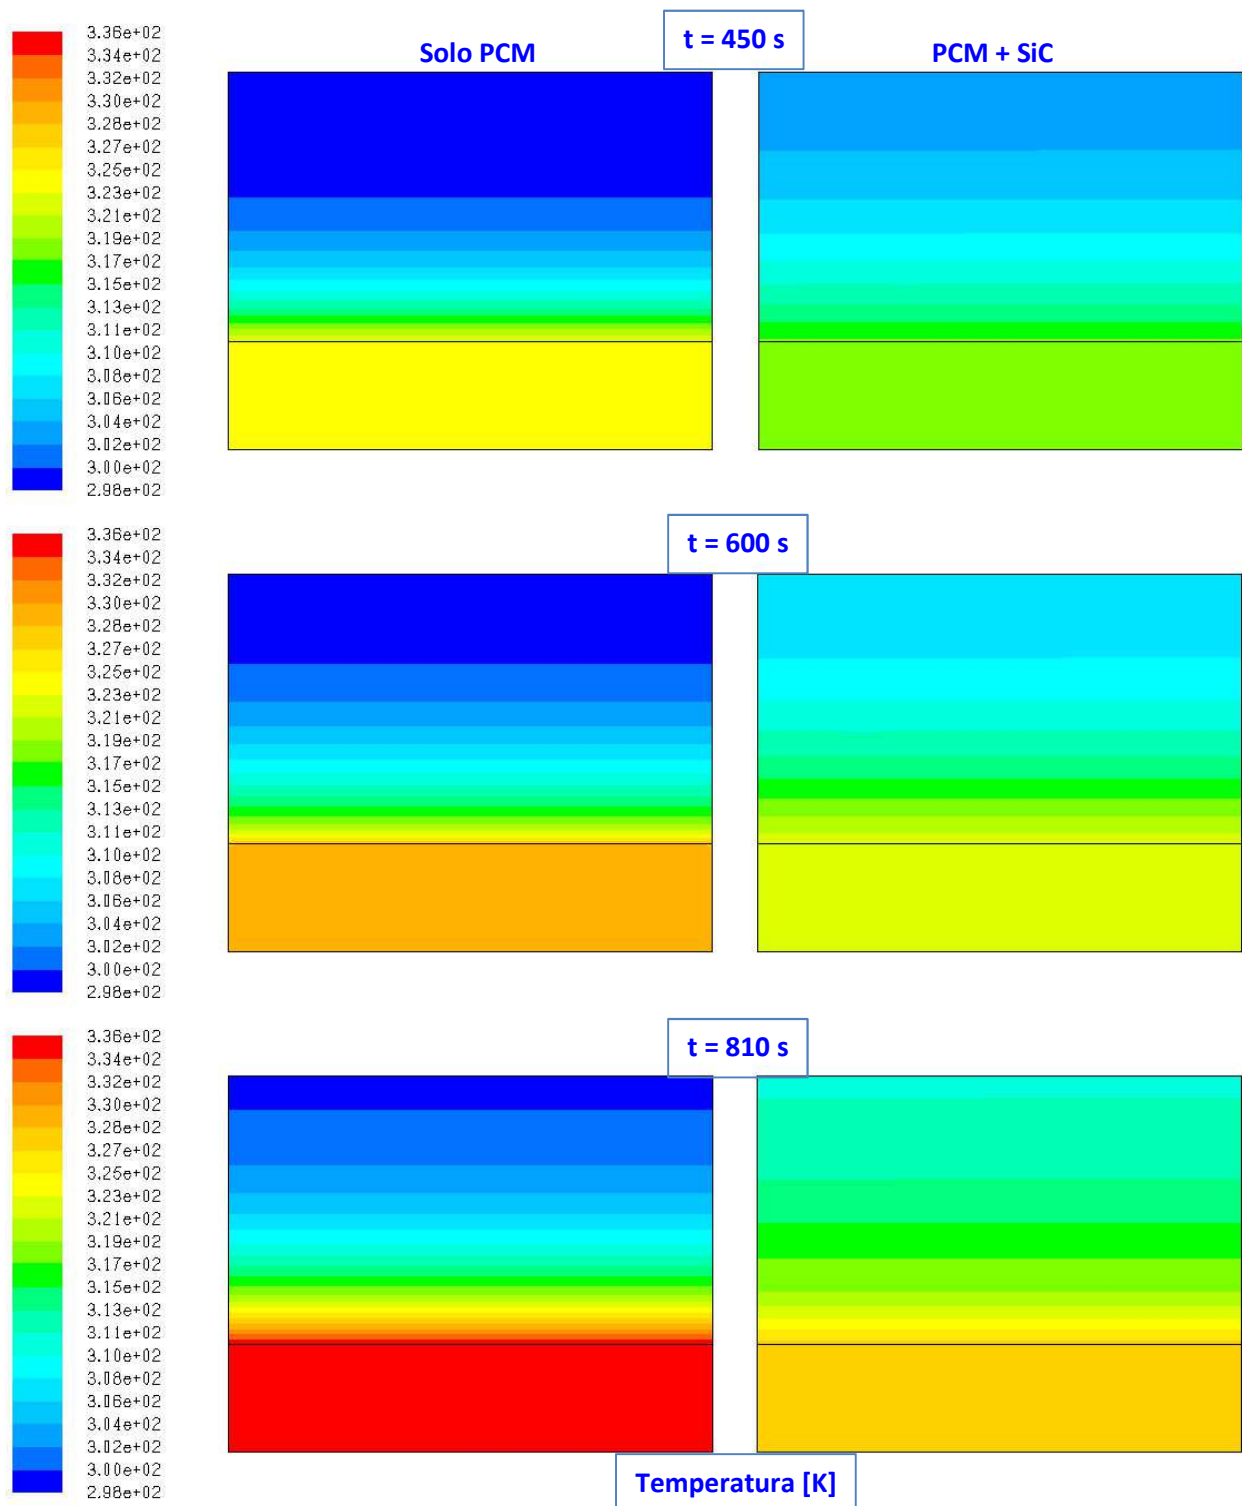 t = 450 s
Solo PCM
PCM + SiC
3.36e+02
3.34e+02
3.32e+02
3.30e+02
3.28e+02
3.27e+02
3.25e+02
3.23e+02
3.21e+02
3.19e+02
3.17e+02
3.15e+02
3.13e+02
3.11e+02
3.10e+02
3.08e+02
3.06e+02
3.04e+02
3.02e+02
3.00e+02
2.98e+02
t = 600 s
3.36e+02
3.34e+02
3.32e+02
3.30e+02
3.28e+02
3.27e+02
3.25e+02
3.23e+02
3.21e+02
3.19e+02
3.17e+02
3.15e+02
3.13e+02
3.11e+02
3.10e+02
3.08e+02
3.06e+02
3.04e+02
3.02e+02
3.00e+02
2.98e+02
t = 810 s
3.36e+02
3.34e+02
3.32e+02
3.30e+02
3.28e+02
3.27e+02
3.25e+02
3.23e+02
3.21e+02
3.19e+02
3.17e+02
3.15e+02
3.13e+02
3.11e+02
3.10e+02
3.08e+02
3.06e+02
3.04e+02
3.02e+02
3.00e+02
2.98e+02
Temperatura [K]